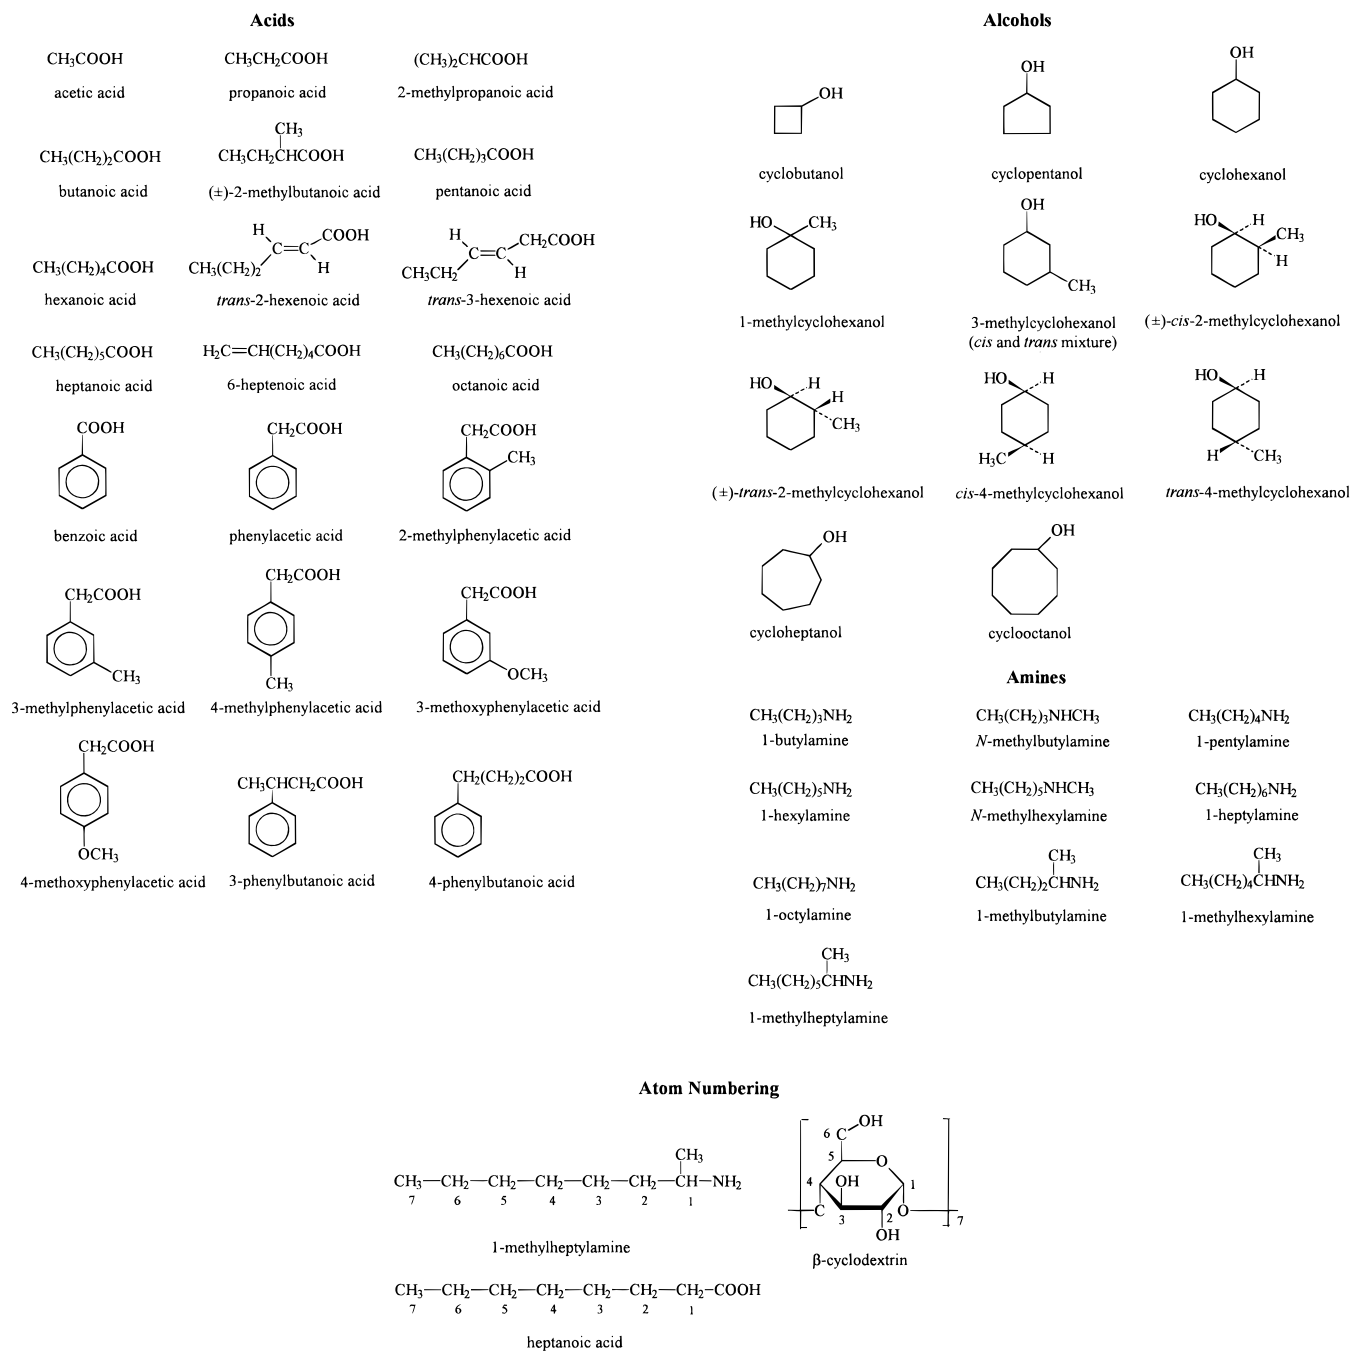 Acids
CH₃COOH
CH₃CH₂COOH
(CH₃)₂CHCOOH
acetic acid
propanoic acid
2-methylpropanoic acid
CH₃
CH₃(CH₂)₂COOH
CH₃CH₂CHCOOH
CH₃(CH₂)₃COOH
butanoic acid
(±)-2-methylbutanoic acid
pentanoic acid
H
COOH
C=C
CH₃(CH₂)₂
H
H
CH₂COOH
C=C
CH₃CH₂
H
CH₃(CH₂)₄COOH
hexanoic acid
trans-2-hexenoic acid
trans-3-hexenoic acid
CH₃(CH₂)₅COOH
H₂C=CH(CH₂)₄COOH
CH₃(CH₂)₆COOH
heptanoic acid
6-heptenoic acid
octanoic acid
COOH
CH₂COOH
CH₂COOH
CH₃
benzoic acid
phenylacetic acid
2-methylphenylacetic acid
CH₂COOH
CH₃
CH₂COOH
CH₃
CH₂COOH
OCH₃
3-methylphenylacetic acid
4-methylphenylacetic acid
3-methoxyphenylacetic acid
CH₂COOH
OCH₃
CH₃CHCH₂COOH
CH₂(CH₂)₂COOH
4-methoxyphenylacetic acid
3-phenylbutanoic acid
4-phenylbutanoic acid
Alcohols
OH
OH
OH
cyclobutanol
cyclopentanol
cyclohexanol
HO
CH₃
OH
CH₃
HO
H
CH₃
H
1-methylcyclohexanol
3-methylcyclohexanol
(cis and trans mixture)
(±)-cis-2-methylcyclohexanol
HO
H
H
CH₃
HO
H
H₃C
H
HO
H
H
CH₃
(±)-trans-2-methylcyclohexanol
cis-4-methylcyclohexanol
trans-4-methylcyclohexanol
OH
OH
cycloheptanol
cyclooctanol
Amines
CH₃(CH₂)₃NH₂
CH₃(CH₂)₃NHCH₃
CH₃(CH₂)₄NH₂
1-butylamine
N-methylbutylamine
1-pentylamine
CH₃(CH₂)₅NH₂
CH₃(CH₂)₅NHCH₃
CH₃(CH₂)₆NH₂
1-hexylamine
N-methylhexylamine
1-heptylamine
CH₃
CH₃
CH₃(CH₂)₇NH₂
CH₃(CH₂)₂CHNH₂
CH₃(CH₂)₄CHNH₂
1-octylamine
1-methylbutylamine
1-methylhexylamine
CH₃
CH₃(CH₂)₅CHNH₂
1-methylheptylamine
Atom Numbering
CH₃
CH₃—CH₂—CH₂—CH₂—CH₂—CH₂—CH—NH₂
7 6 5 4 3 2 1
1-methylheptylamine
CH₃—CH₂—CH₂—CH₂—CH₂—CH₂—CH₂—COOH
7 6 5 4 3 2 1
heptanoic acid
6 C OH
5
O
4
OH
1
C
3
2
O
7
OH
β-cyclodextrin